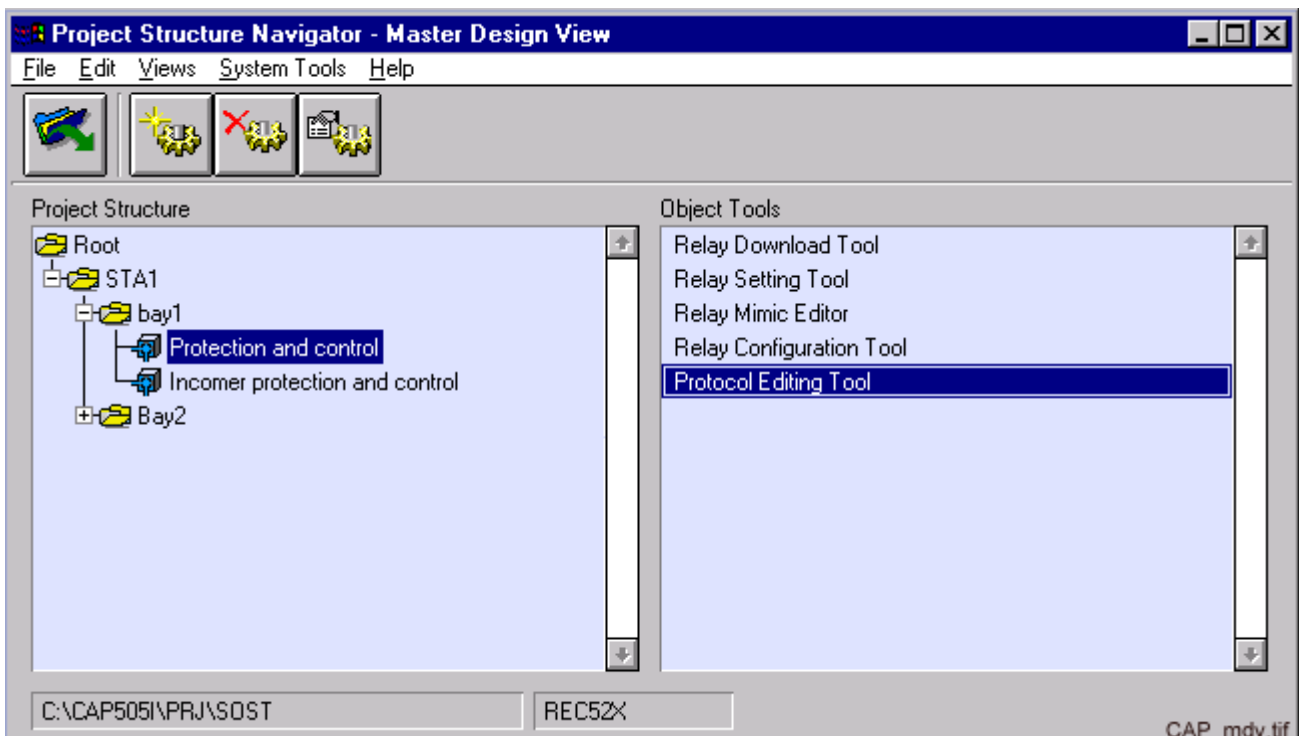 Project Structure Navigator - Master Design View
File Edit Views System Tools Help
Project Structure
Root
STA1
bay1
Protection and control
Incomer protection and control
Bay2
Object Tools
Relay Download Tool
Relay Setting Tool
Relay Mimic Editor
Relay Configuration Tool
Protocol Editing Tool
C:\CAP505I\PRJ\SOST
REC52X
CAP_mdv.tif